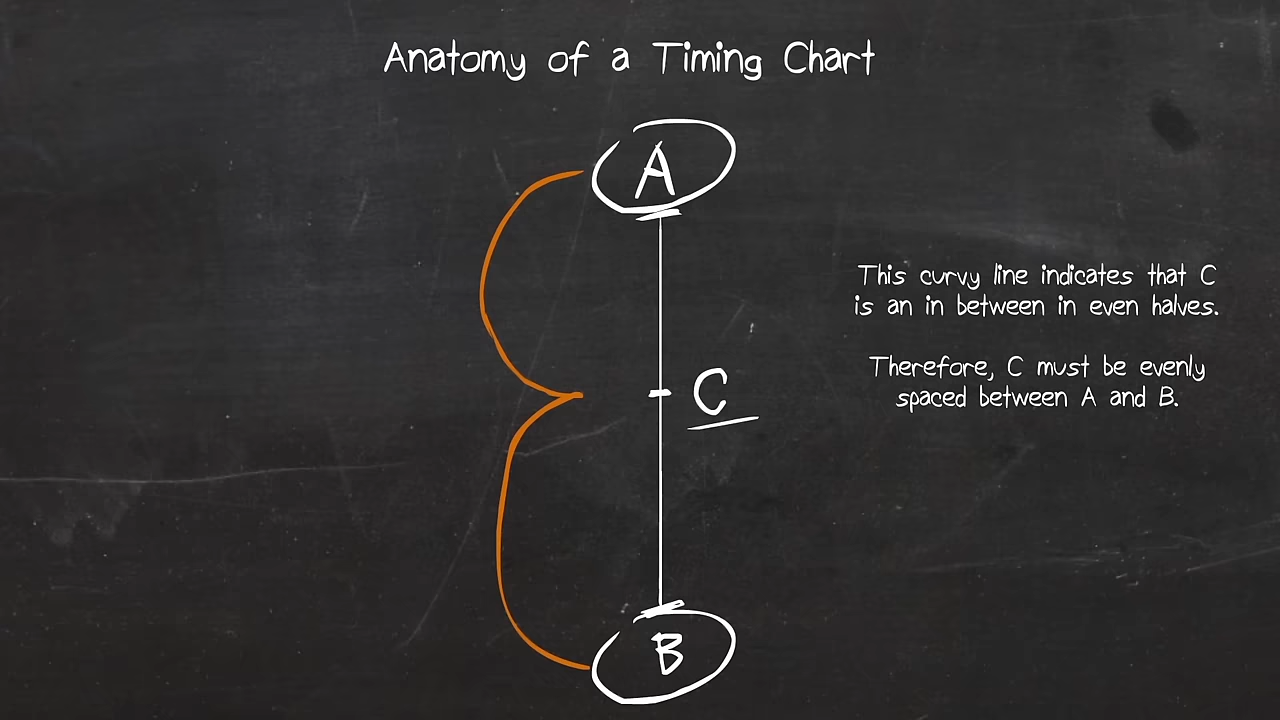 Anatomy of a Timing Chart
A
This curvy line indicates that C
is an in between in even halves.
Therefore, C must be evenly
spaced between A and B.
C
B